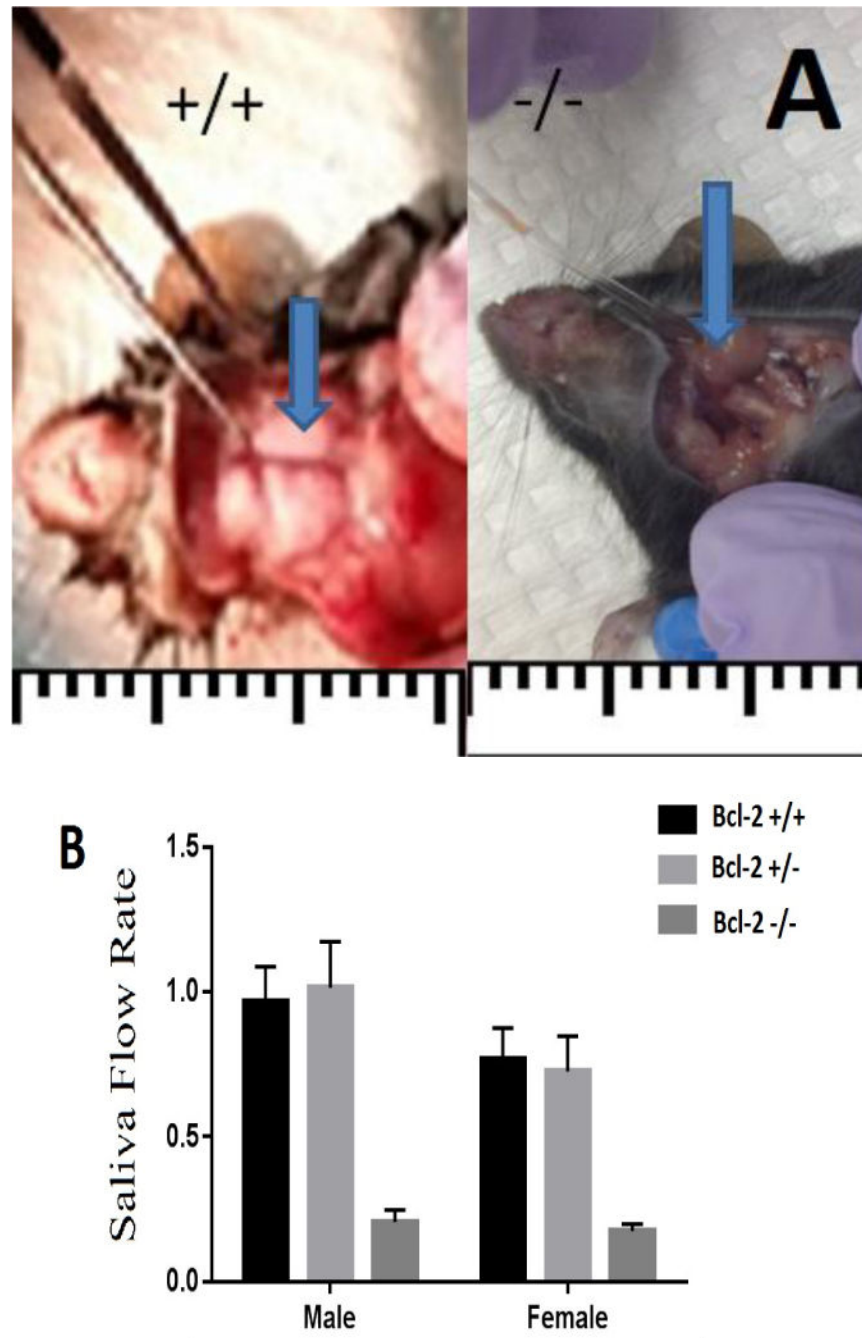 +/+
-/-
A
B
Bcl-2 +/+
Bcl-2 +/-
Bcl-2 -/-
Saliva Flow Rate
1.5
1.0
0.5
0.0
Male
Female